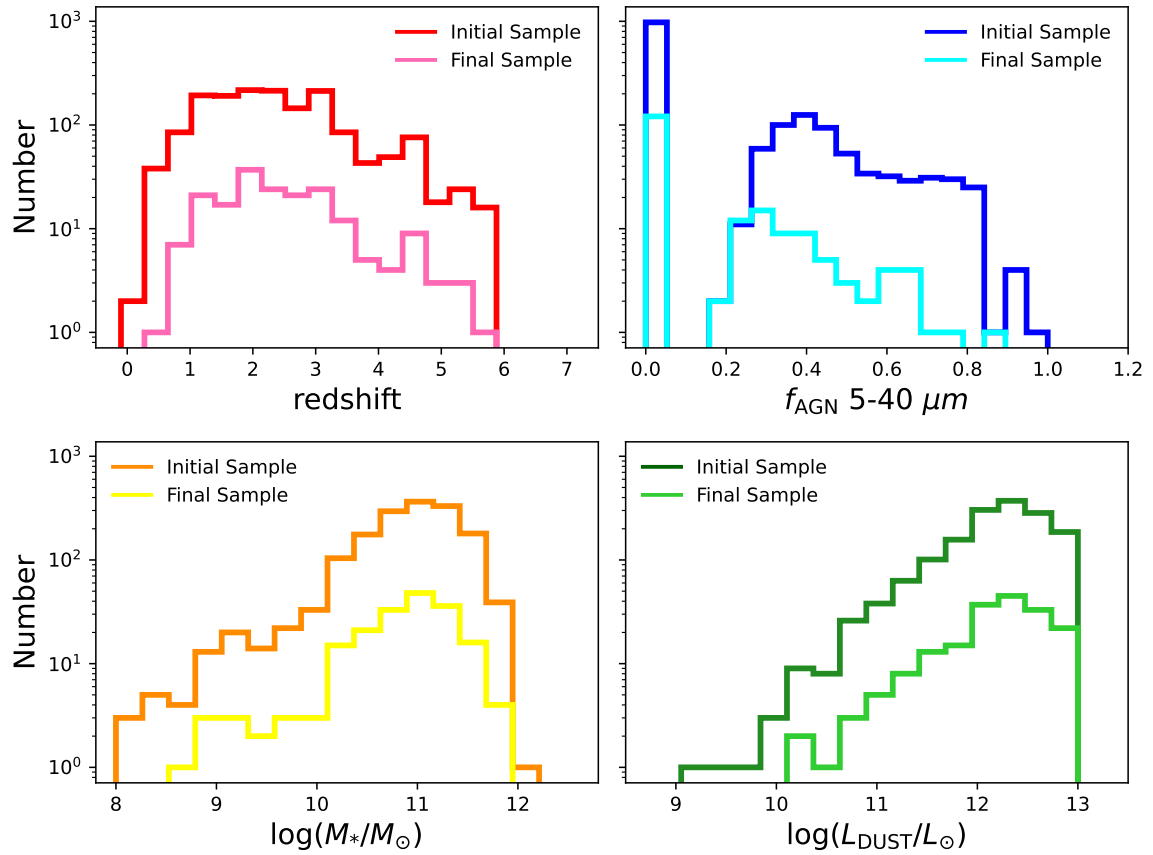 Number
10³
10²
10¹
10⁰
Initial Sample
Final Sample
0 1 2 3 4 5 6 7
redshift
Initial Sample
Final Sample
0.0 0.2 0.4 0.6 0.8 1.0 1.2
f_AGN 5-40 μm
Number
10³
10²
10¹
10⁰
Initial Sample
Final Sample
8 9 10 11 12
log(M_*/M_⊙)
Initial Sample
Final Sample
9 10 11 12 13
log(L_DUST/L_⊙)